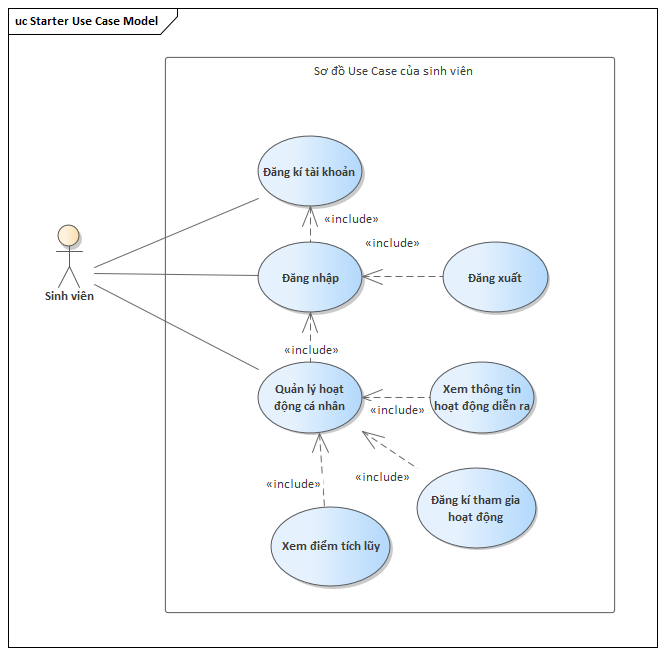 uc Starter Use Case Model
Sơ đồ Use Case của sinh viên
Đăng kí tài khoản
«include»
«include»
Sinh viên
Đăng nhập
Đăng xuất
«include»
Quản lý hoạt
động cá nhân
Xem thông tin
hoạt động diễn ra
«include»
«include»
«include»
Đăng kí tham gia
hoạt động
Xem điểm tích lũy